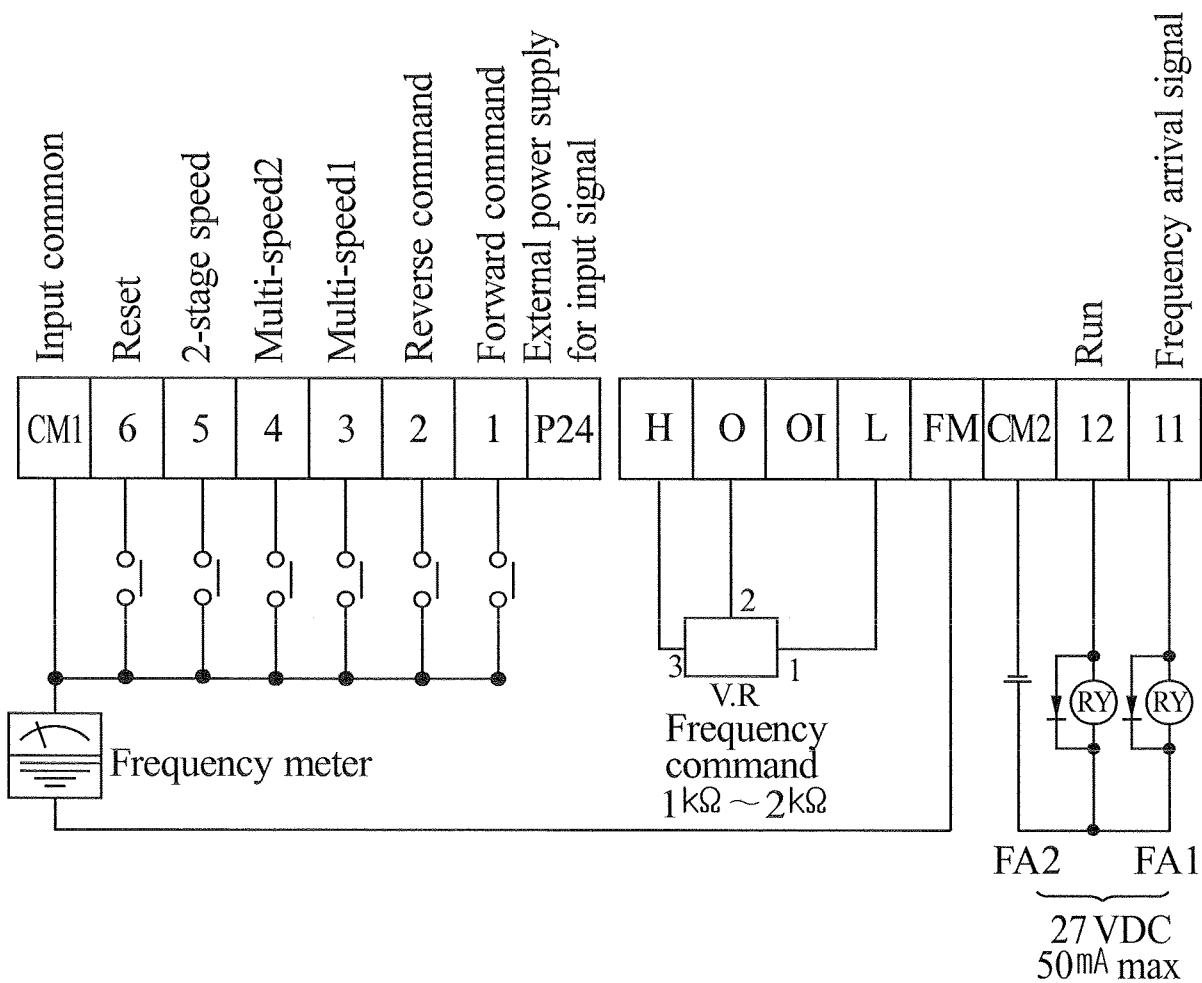 Input common
Reset
2-stage speed
Multi-speed2
Multi-speed1
Reverse command
Forward command
External power supply
for input signal
Run
Frequency arrival signal
CM1 6 5 4 3 2 1 P24
H O OI L FM CM2 12 11
2
3
1
V.R
Frequency
command
1kΩ ~ 2kΩ
RY
RY
Frequency meter
FA2
FA1
27 VDC
50mA max